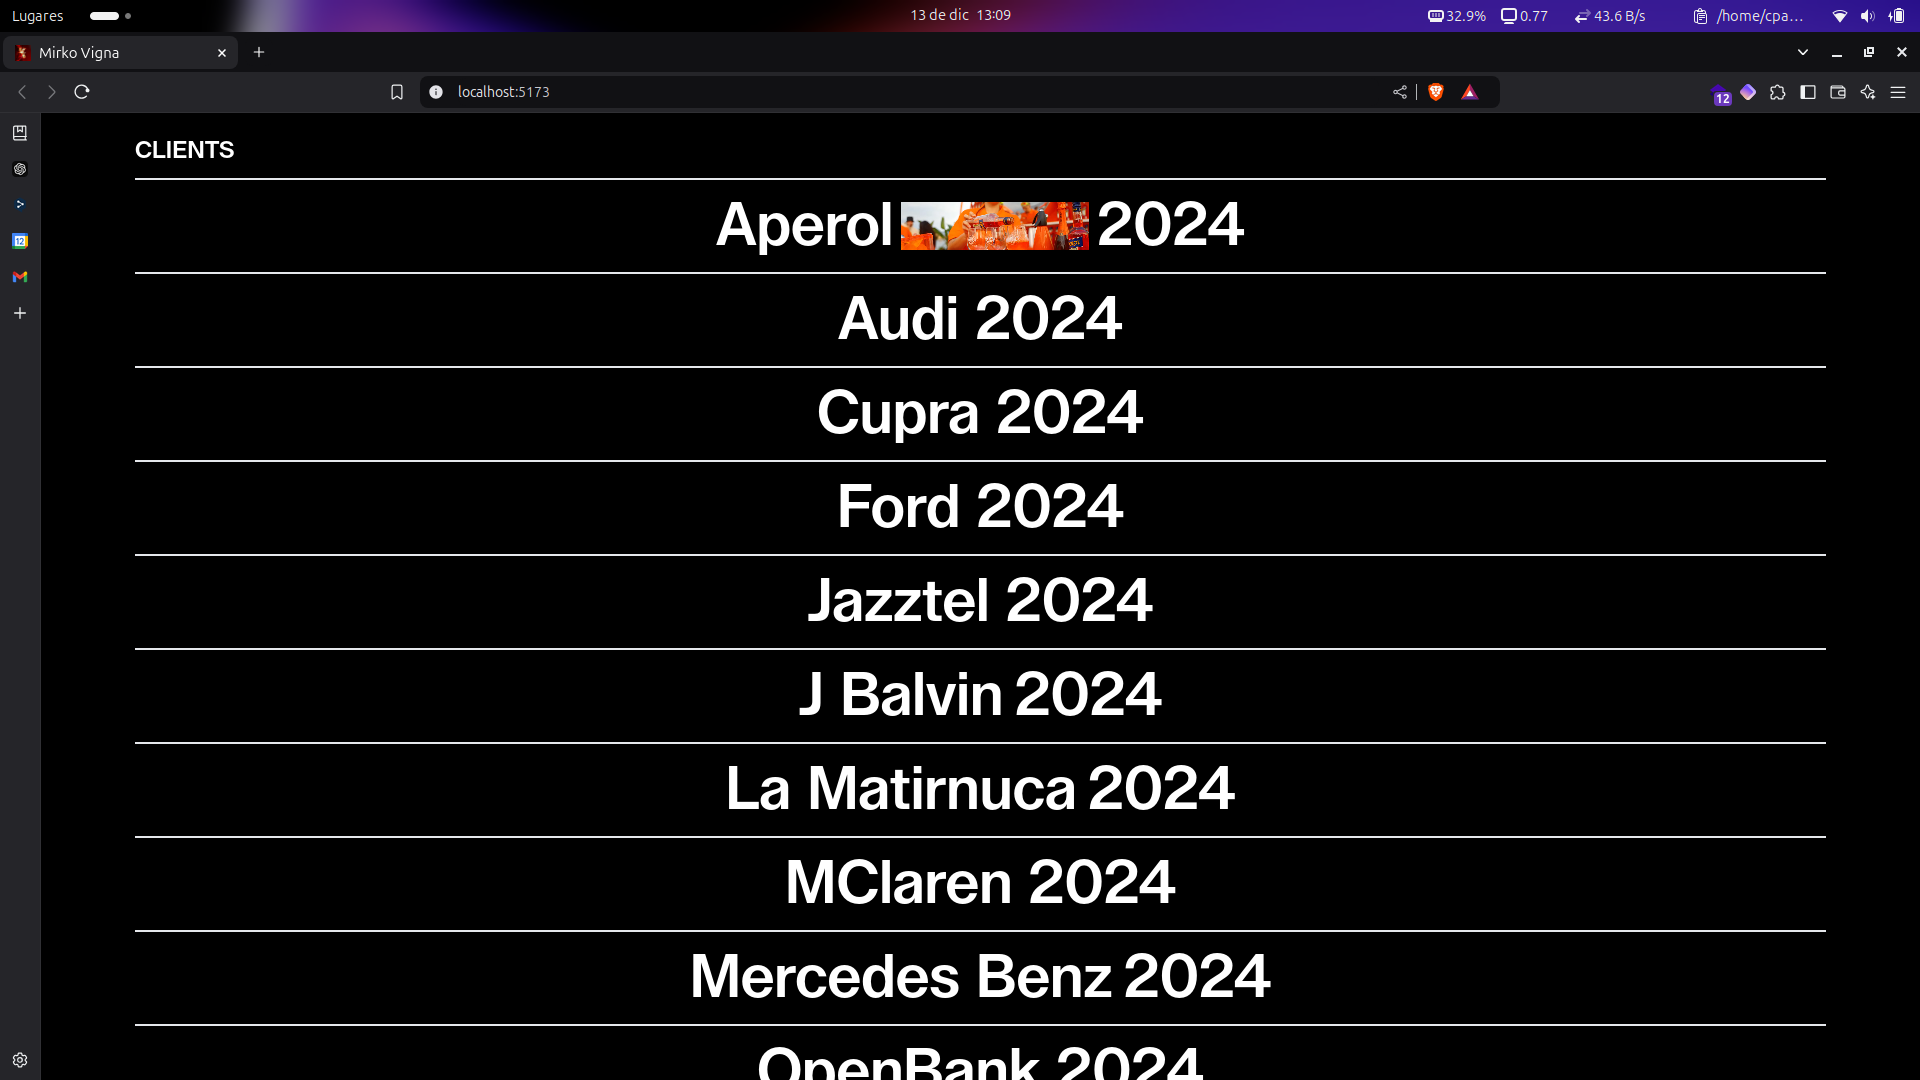 Lugares
13 de dic 13:09
32.9%
0.77
43.6 B/s
/home/cpa...
Mirko Vigna
localhost:5173
12
12
CLIENTS
Aperol 2024
Audi 2024
Cupra 2024
Ford 2024
Jazztel 2024
J Balvin 2024
La Matirnuca 2024
MClaren 2024
Mercedes Benz 2024
OpenBank 2024